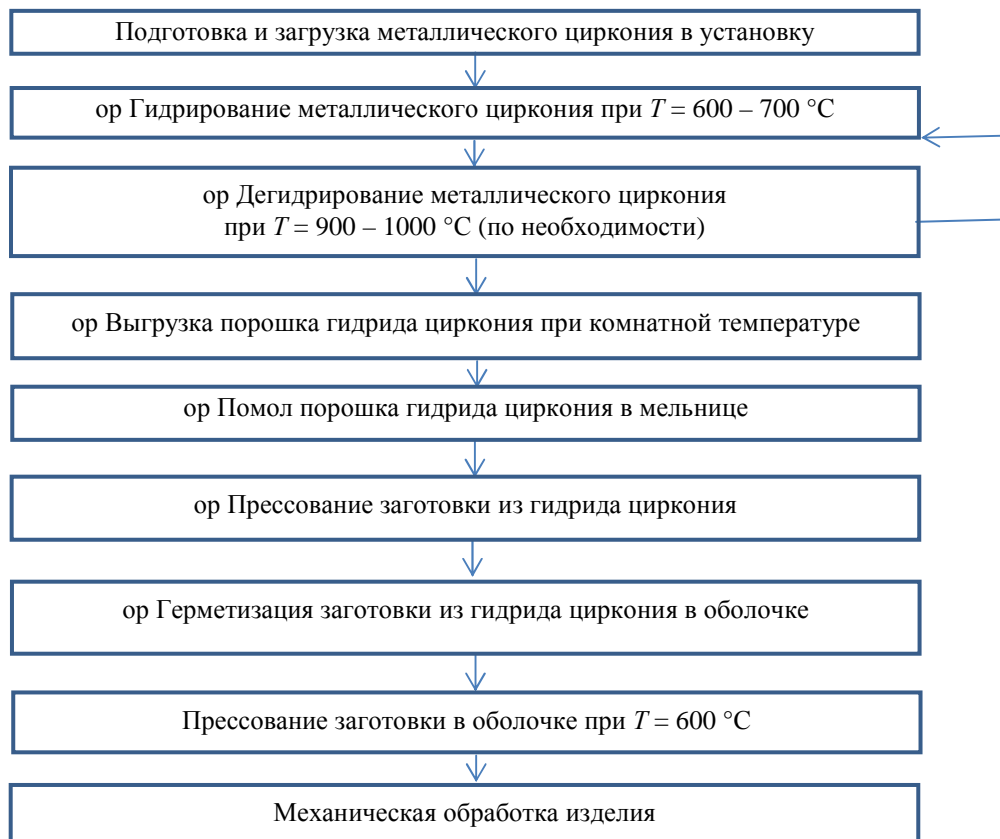 Подготовка и загрузка металлического циркония в установку
ор Гидрирование металлического циркония при T = 600 – 700 °C
ор Дегидрирование металлического циркония
при T = 900 – 1000 °C (по необходимости)
ор Выгрузка порошка гидрида циркония при комнатной температуре
ор Помол порошка гидрида циркония в мельнице
ор Прессование заготовки из гидрида циркония
ор Герметизация заготовки из гидрида циркония в оболочке
Прессование заготовки в оболочке при T = 600 °C
Механическая обработка изделия